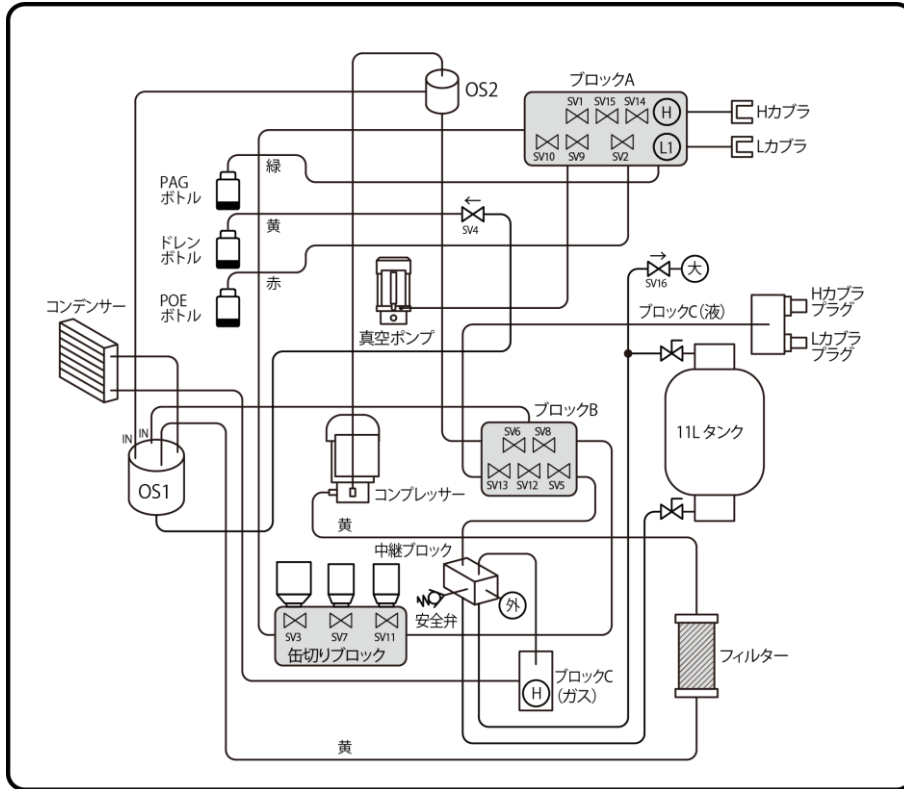 ブロックA
OS2
SV1 SV15 SV14
H
Hカプラ
SV10 SV9 SV2
L1
Lカプラ
緑
PAG
ボトル
黄
SV4
ドレン
ボトル
赤
POE
ボトル
真空ポンプ
SV16
大
ブロックC(液)
Hカプラ
プラグ
Lカプラ
プラグ
コンデンサー
ブロックB
11L タンク
IN IN
SV6 SV8
SV13 SV12 SV5
OS1
コンプレッサー
黄
中継ブロック
安全弁
外
SV3 SV7 SV11
缶切りブロック
フィルター
ブロックC
(ガス)
H
黄